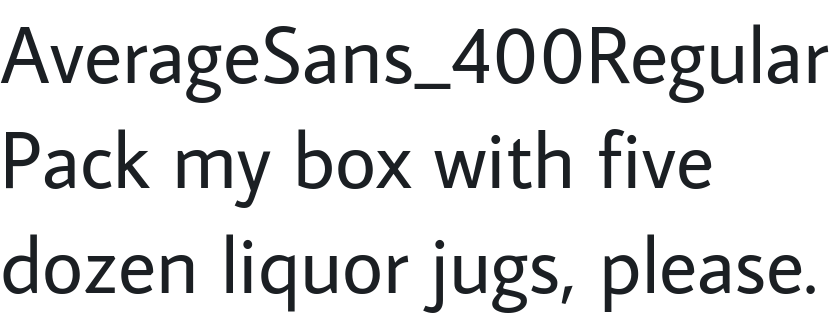 AverageSans_400Regular
Pack my box with five
dozen liquor jugs, please.